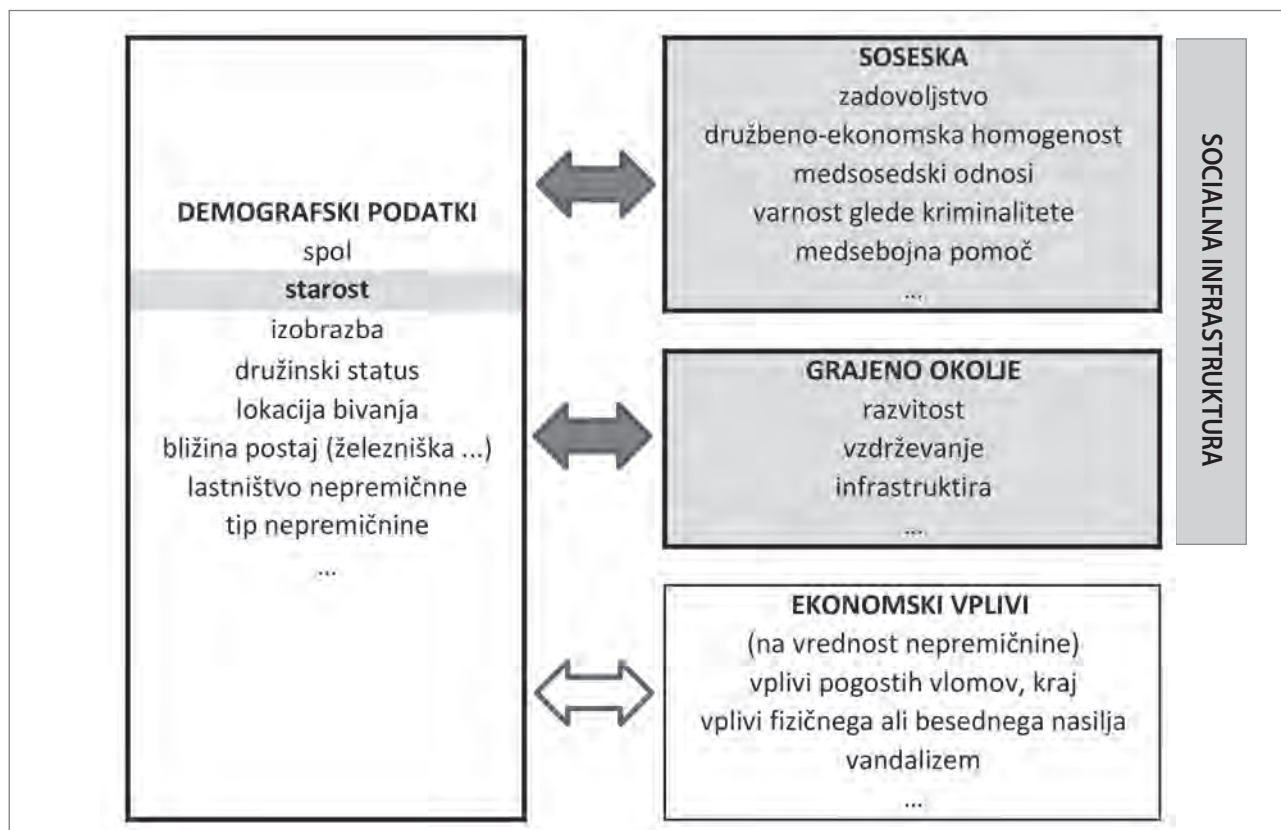 DEMOGRAFSKI PODATKI
spol
starost
izobrazba
družinski status
lokacija bivanja
bližina postaj (železniška ...)
lastništvo nepremičnne
tip nepremičnine
...
SOSESKA
zadovoljstvo
družbeno-ekonomska homogenost
medsosedski odnosi
varnost glede kriminalitete
medsebojna pomoč
...
GRAJENO OKOLJE
razvitost
vzdrževanje
infrastruktira
...
EKONOMSKI VPLIVI
(na vrednost nepremičnine)
vplivi pogostih vlomov, kraj
vplivi fizičnega ali besednega nasilja
vandalizem
...
SOCIALNA INFRASTRUKTURA